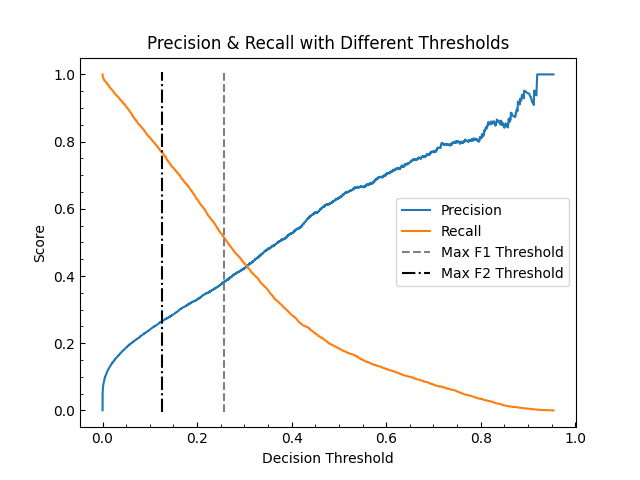 Precision & Recall with Different Thresholds
1.0
0.8
0.6
0.4
0.2
0.0
Score
Precision
Recall
Max F1 Threshold
Max F2 Threshold
0.0 0.2 0.4 0.6 0.8 1.0
Decision Threshold